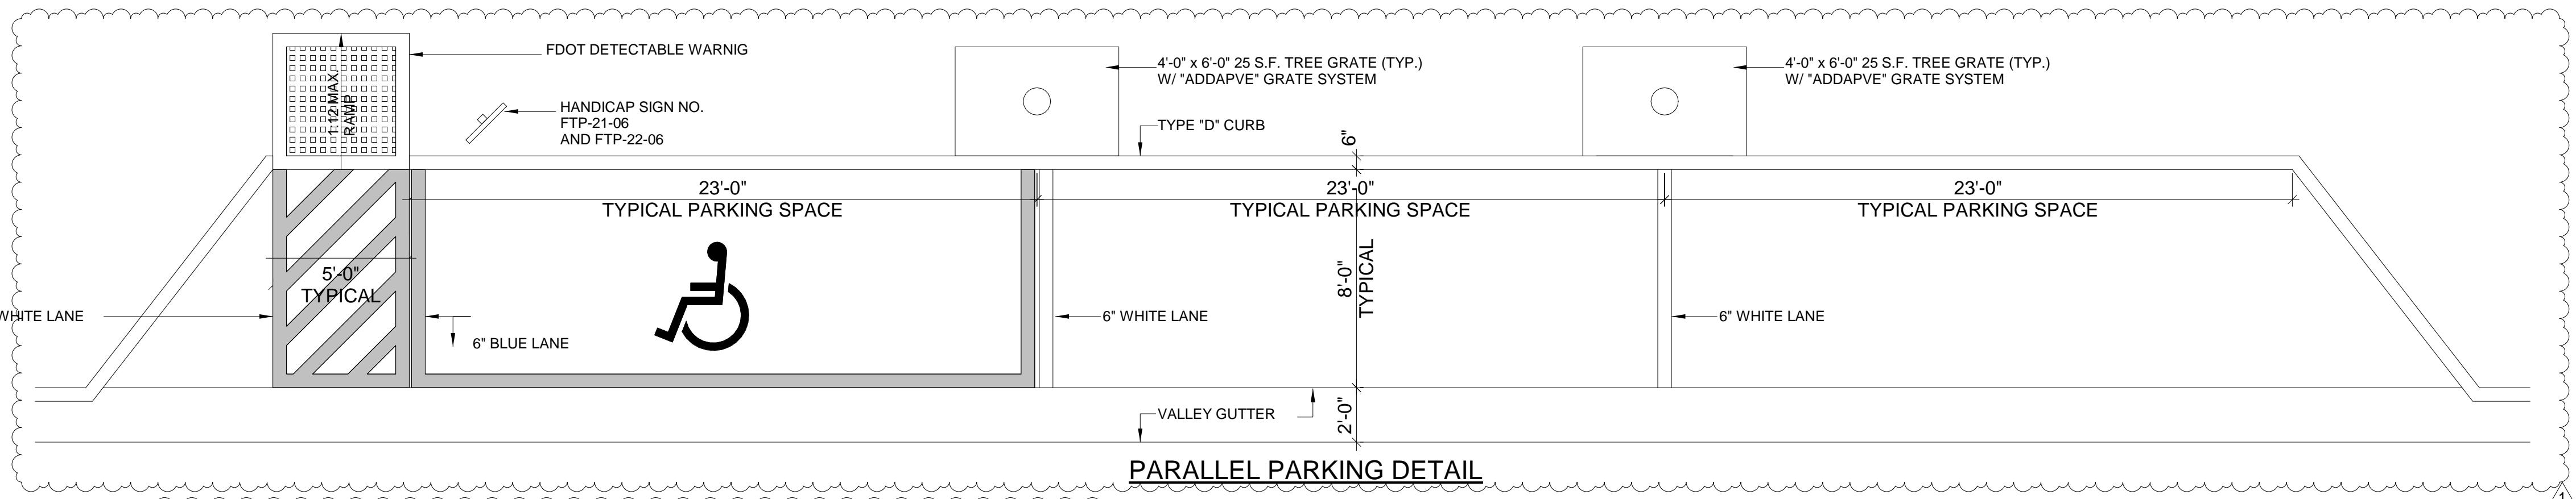 FDOT DETECTABLE WARNIG
1:12 MAX.
RAMP
HANDICAP SIGN NO.
FTP-21-06
AND FTP-22-06
4'-0" x 6'-0" 25 S.F. TREE GRATE (TYP.)
W/ "ADDAPVE" GRATE SYSTEM
TYPE "D" CURB
6"
4'-0" x 6'-0" 25 S.F. TREE GRATE (TYP.)
W/ "ADDAPVE" GRATE SYSTEM
23'-0"
TYPICAL PARKING SPACE
23'-0"
TYPICAL PARKING SPACE
23'-0"
TYPICAL PARKING SPACE
5'-0"
TYPICAL
8'-0"
TYPICAL
WHITE LANE
6" BLUE LANE
6" WHITE LANE
6" WHITE LANE
VALLEY GUTTER
2'-0"
PARALLEL PARKING DETAIL